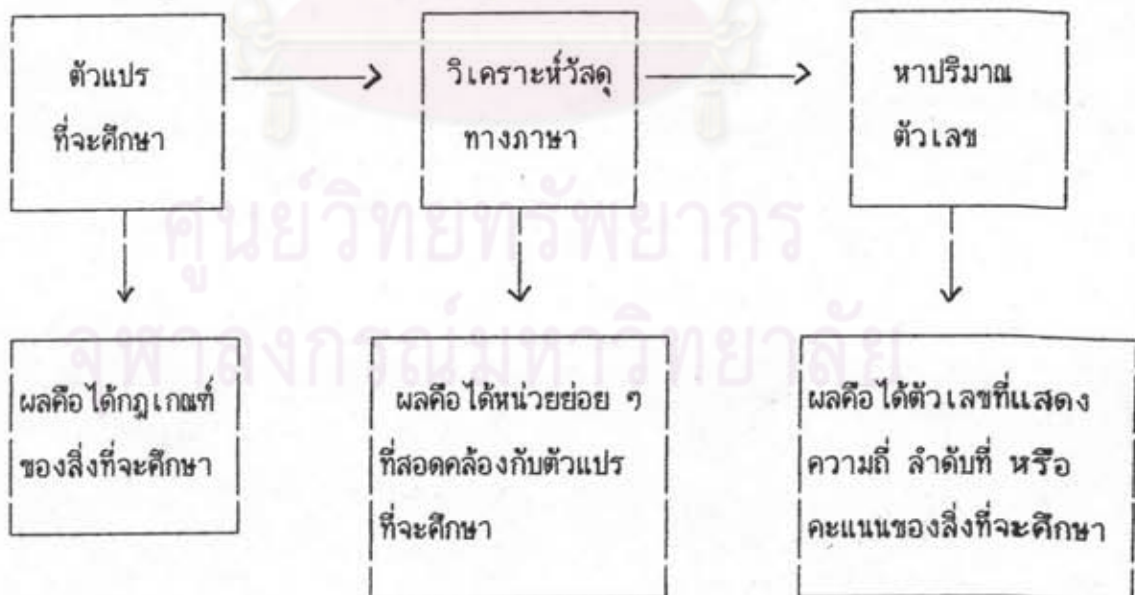 ตัวแปร
ที่จะศึกษา
วิเคราะห์วัสดุ
ทางภาษา
หาปริมาณ
ตัวเลข
ศูนย์วิทยทรัพยากร
จุฬาลงกรณ์มหาวิทยาลัย
ผลคือได้กฎเกณฑ์
ของสิ่งที่จะศึกษา
ผลคือได้หน่วยย่อย ๆ
ที่สอดคล้องกับตัวแปร
ที่จะศึกษา
ผลคือได้ตัวเลขที่แสดง
ความถี่ ลำดับที่ หรือ
คะแนนของสิ่งที่จะศึกษา